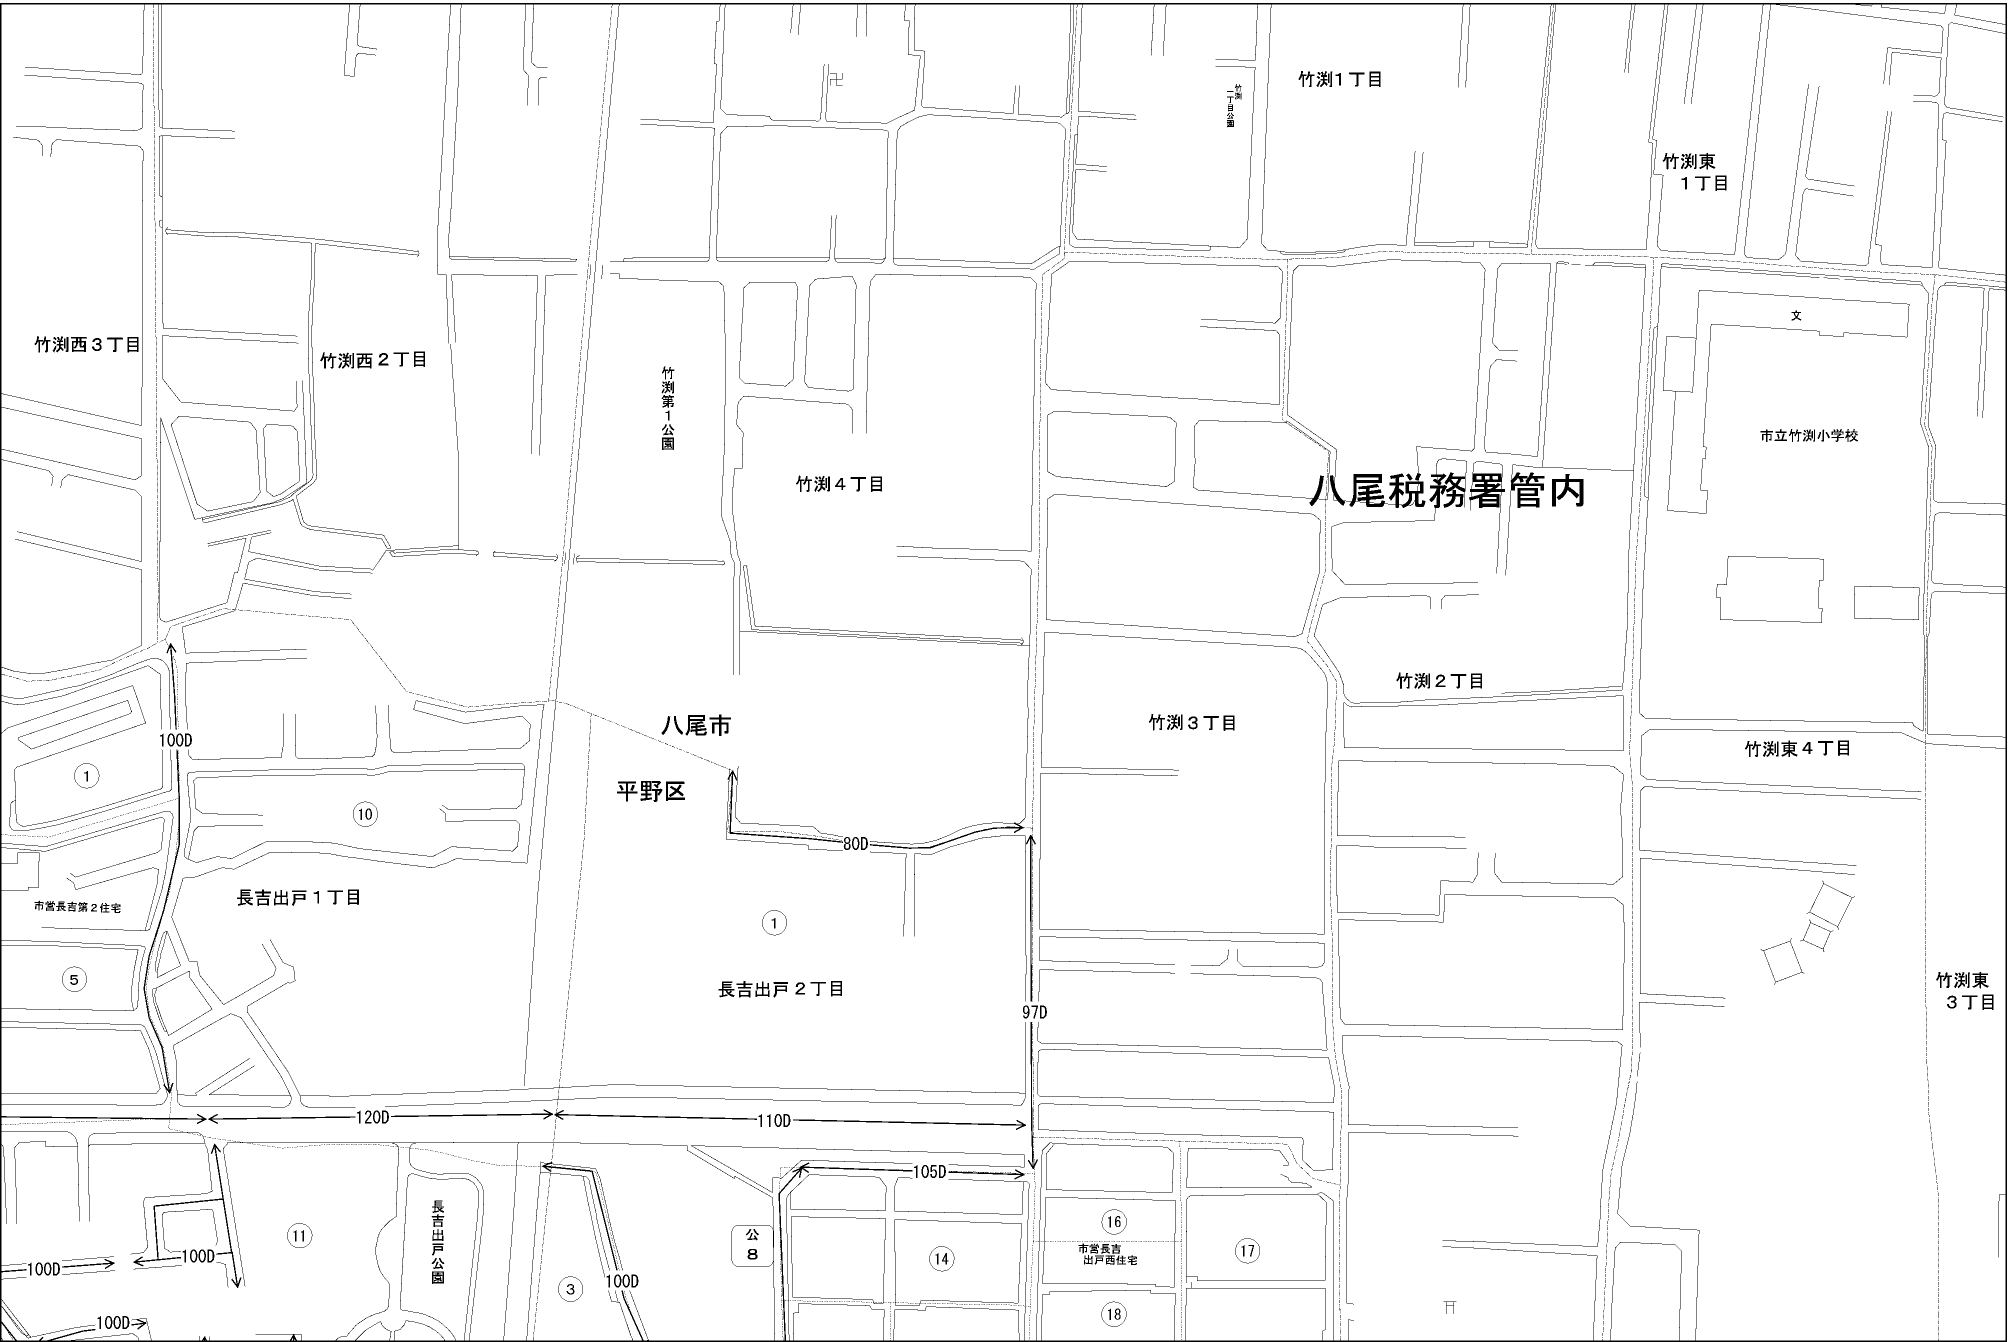 竹渕1丁目
竹渕
一丁目公園
竹渕東
1丁目
文
竹渕西3丁目
竹渕西2丁目
竹渕第1公園
市立竹渕小学校
竹渕4丁目
八尾税務署管内
竹渕2丁目
八尾市
竹渕3丁目
100D
竹渕東4丁目
1
平野区
10
80D
長吉出戸1丁目
市営長吉第2住宅
1
5
長吉出戸2丁目
竹渕東
3丁目
97D
120D
110D
105D
長吉出戸公園
11
公
8
16
14
市営長吉
出戸西住宅
17
100D
100D
3
100D
18
100D